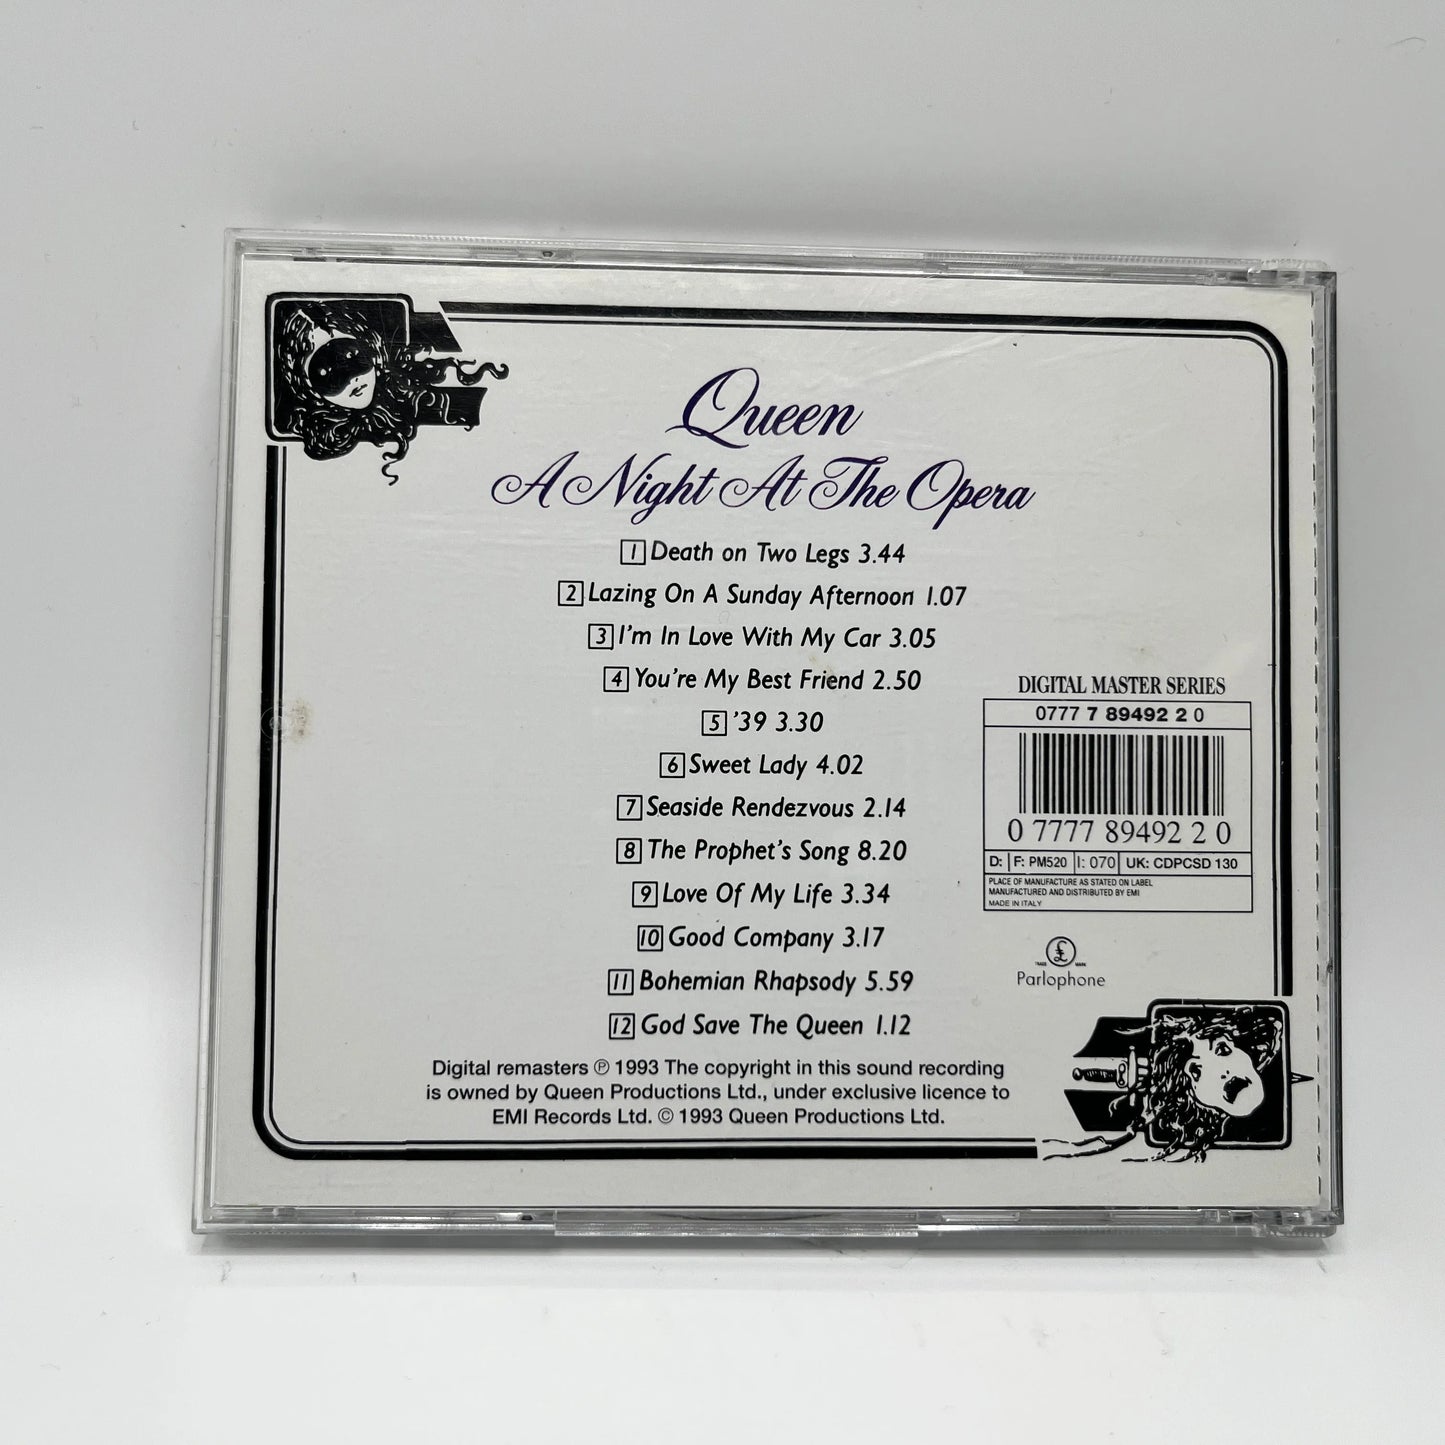 Queen
A Night At The Opera
1 Death on Two Legs 3.44
2 Lazing On A Sunday Afternoon 1.07
3 I'm In Love With My Car 3.05
4 You're My Best Friend 2.50
5 '39 3.30
6 Sweet Lady 4.02
7 Seaside Rendezvous 2.14
8 The Prophet's Song 8.20
9 Love Of My Life 3.34
10 Good Company 3.17
11 Bohemian Rhapsody 5.59
12 God Save The Queen 1.12
Digital remasters ℗ 1993 The copyright in this sound recording
is owned by Queen Productions Ltd., under exclusive licence to
EMI Records Ltd. © 1993 Queen Productions Ltd.
DIGITAL MASTER SERIES
0777 7 89492 2 0
0 7777 89492 2 0
D: F: PM520 I: 070 UK: CDPCSD 130
PLACE OF MANUFACTURE AS STATED ON LABEL
MANUFACTURED AND DISTRIBUTED BY EMI
MADE IN ITALY
TRADE £ MARK
Parlophone